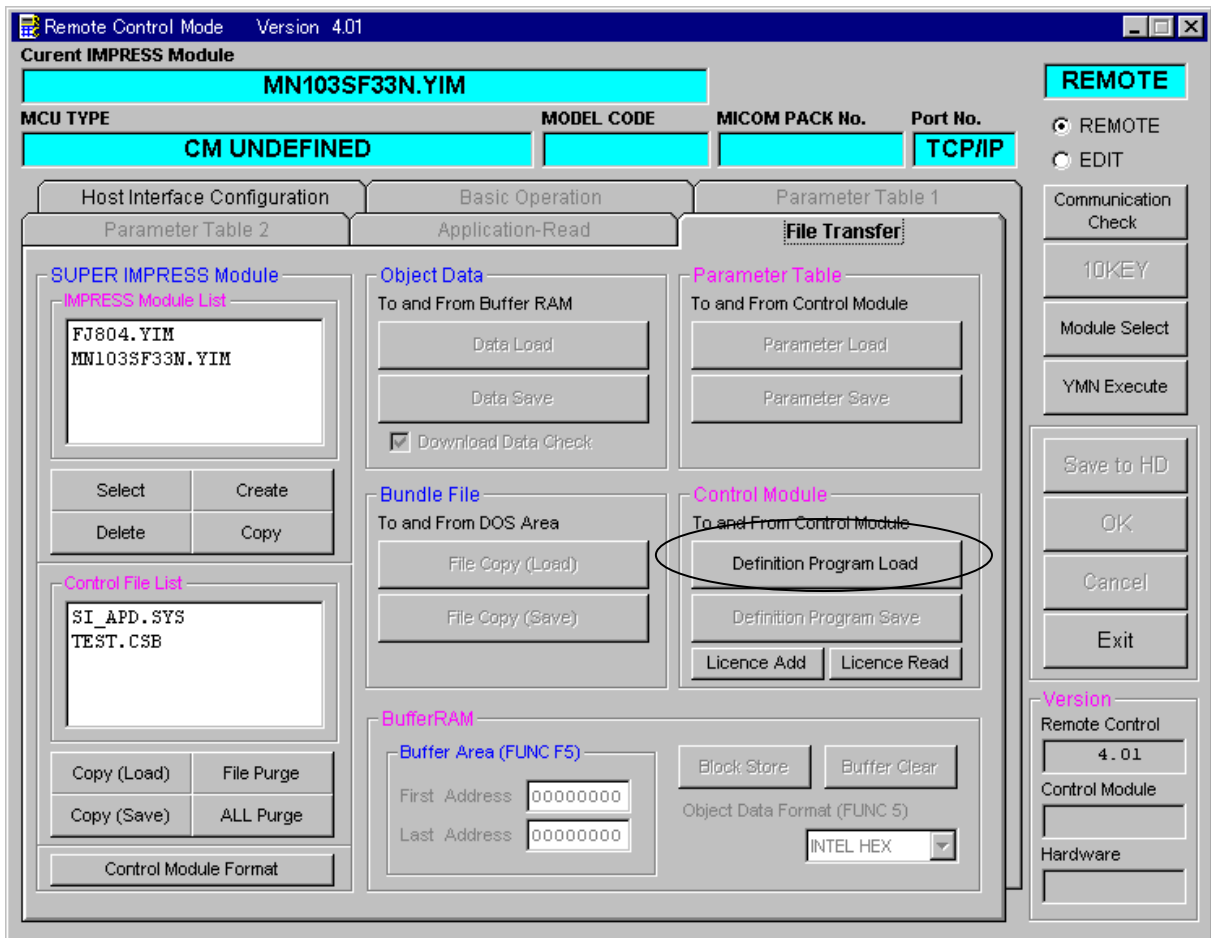 Remote Control Mode Version 4.01
Curent IMPRESS Module
MN103SF33N.YIM
MCU TYPE
MODEL CODE
MICOM PACK No.
Port No.
CM UNDEFINED
TCP/IP
REMOTE
REMOTE
EDIT
Host Interface Configuration
Basic Operation
Parameter Table 1
Parameter Table 2
Application-Read
File Transfer
SUPER IMPRESS Module
IMPRESS Module List
FJ804.YIM
MN103SF33N.YIM
Select
Create
Delete
Copy
Control File List
SI_APD.SYS
TEST.CSB
Copy (Load)
File Purge
Copy (Save)
ALL Purge
Control Module Format
Object Data
To and From Buffer RAM
Data Load
Data Save
Download Data Check
Bundle File
To and From DOS Area
File Copy (Load)
File Copy (Save)
Parameter Table
To and From Control Module
Parameter Load
Parameter Save
Control Module
To and From Control Module
Definition Program Load
Definition Program Save
Licence Add
Licence Read
BufferRAM
Buffer Area (FUNC F5)
First Address
00000000
Last Address
00000000
Block Store
Buffer Clear
Object Data Format (FUNC 5)
INTEL HEX
Communication
Check
10KEY
Module Select
YMN Execute
Save to HD
OK
Cancel
Exit
Version
Remote Control
4.01
Control Module
Hardware